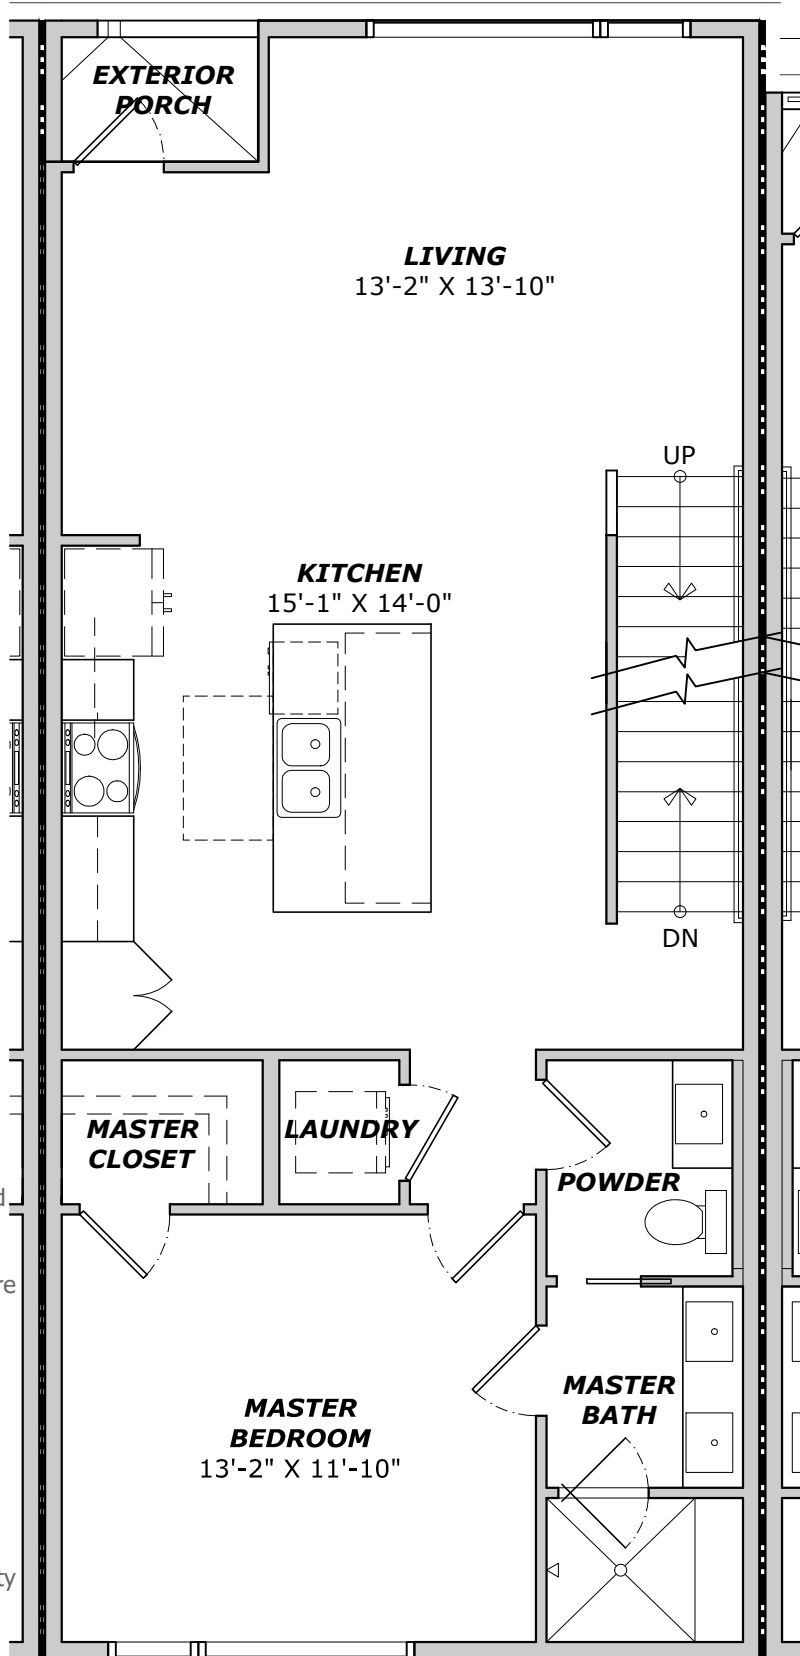 EXTERIOR
PORCH
LIVING
13'-2" X 13'-10"
UP
KITCHEN
15'-1" X 14'-0"
DN
MASTER
CLOSET
LAUNDRY
POWDER
MASTER
BATH
MASTER
BEDROOM
13'-2" X 11'-10"